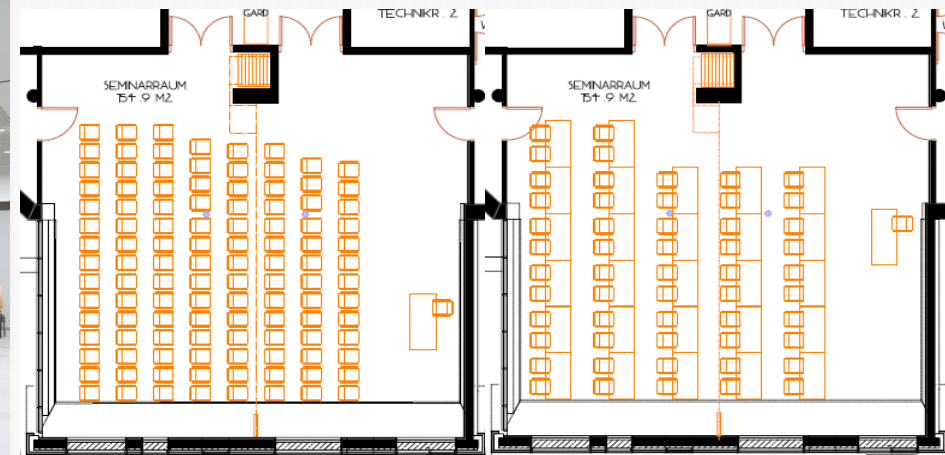 GARD
TECHNIKR. 2
SEMINARRAUM
154.9 M2
GARD
TECHNIKR. 2
SEMINARRAUM
154.9 M2